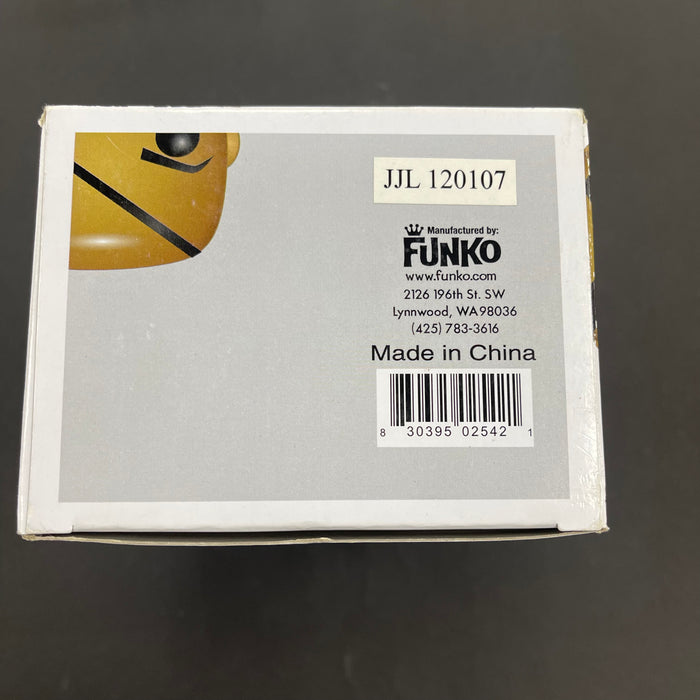 JJL 120107
Manufactured by:
FUNKO
www.funko.com
2126 196th St. SW
Lynnwood, WA98036
(425) 783-3616
Made in China
8 30395 02542 1